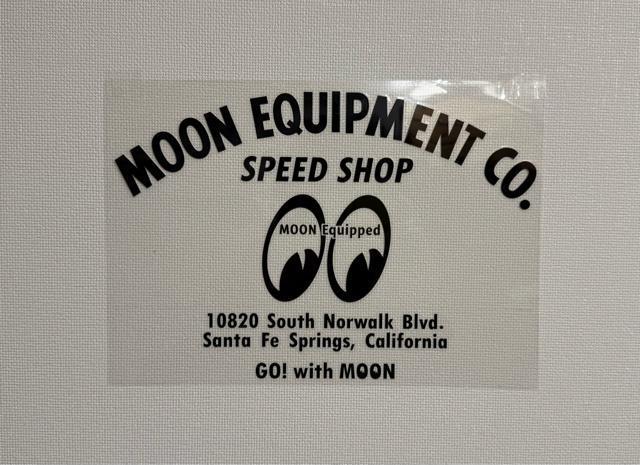 MOON EQUIPMENT CO.
SPEED SHOP
MOON Equipped
10820 South Norwalk Blvd.
Santa Fe Springs, California
GO! with MOON